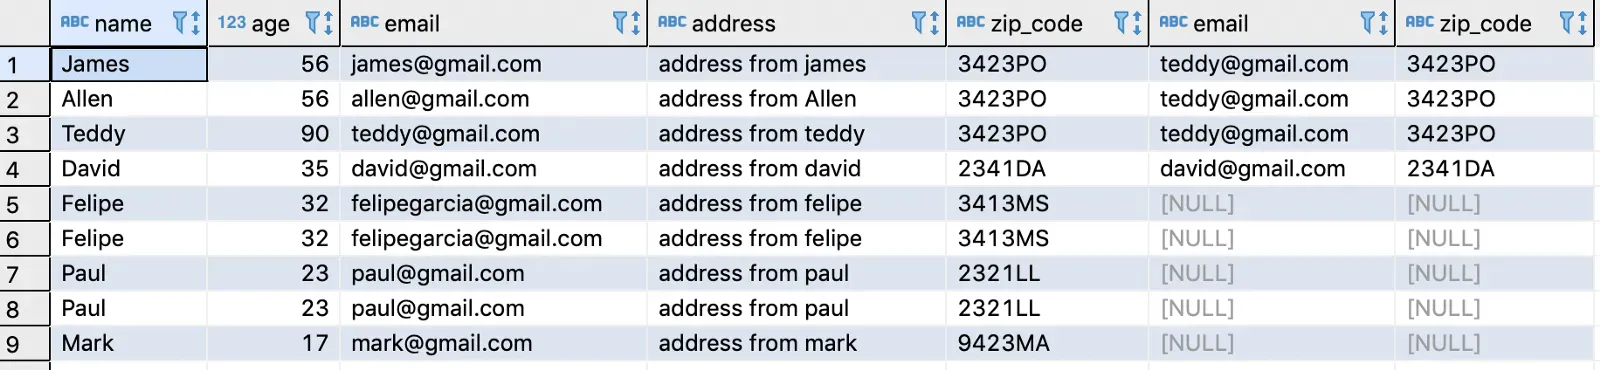 ABC name 123 age ABC email ABC address ABC zip_code ABC email ABC zip_code
1 James 56 james@gmail.com address from james 3423PO teddy@gmail.com 3423PO
2 Allen 56 allen@gmail.com address from Allen 3423PO teddy@gmail.com 3423PO
3 Teddy 90 teddy@gmail.com address from teddy 3423PO teddy@gmail.com 3423PO
4 David 35 david@gmail.com address from david 2341DA david@gmail.com 2341DA
5 Felipe 32 felipegarcia@gmail.com address from felipe 3413MS [NULL] [NULL]
6 Felipe 32 felipegarcia@gmail.com address from felipe 3413MS [NULL] [NULL]
7 Paul 23 paul@gmail.com address from paul 2321LL [NULL] [NULL]
8 Paul 23 paul@gmail.com address from paul 2321LL [NULL] [NULL]
9 Mark 17 mark@gmail.com address from mark 9423MA [NULL] [NULL]